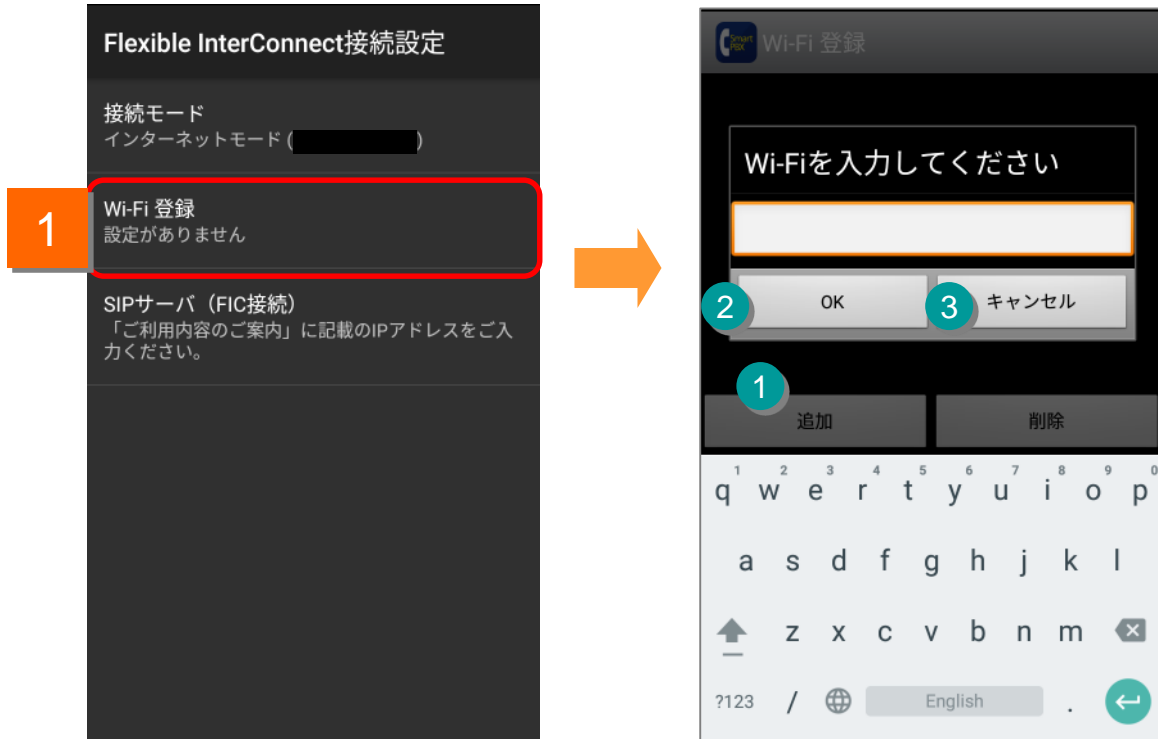 Flexible InterConnect接続設定
接続モード
インターネットモード ( )
1
Wi-Fi 登録
設定がありません
SIPサーバ（FIC接続）
「ご利用内容のご案内」に記載のIPアドレスをご入
力ください。
Smart
PBX
Wi-Fi 登録
Wi-Fiを入力してください
2
OK
3
キャンセル
1
追加
削除
1 2 3 4 5 6 7 8 9 0
q w e r t y u i o p
a s d f g h j k l
z x c v b n m
?123 / English .